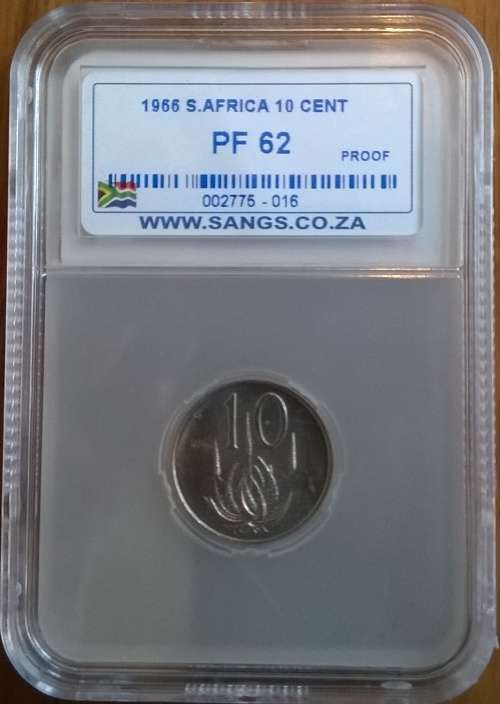 1966 S.AFRICA 10 CENT
PF 62
PROOF
002775 - 016
WWW.SANGS.CO.ZA
10